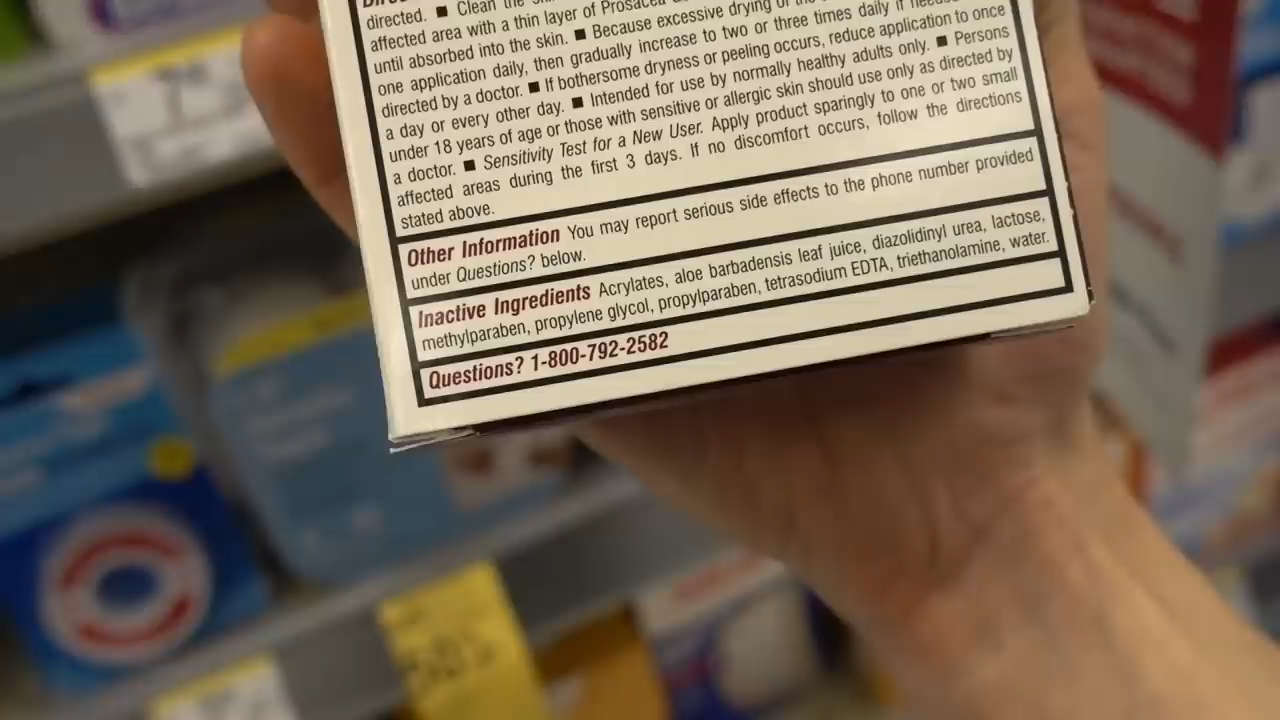 directed. ■ Clean the
affected area with a thin layer of Prosacea
until absorbed into the skin. ■ Because excessive drying of the
one application daily, then gradually increase to two or three times daily if
directed by a doctor. ■ If bothersome dryness or peeling occurs, reduce application to once
a day or every other day. ■ Intended for use by normally healthy adults only. ■ Persons
under 18 years of age or those with sensitive or allergic skin should use only as directed by
a doctor. ■ Sensitivity Test for a New User. Apply product sparingly to one or two small
affected areas during the first 3 days. If no discomfort occurs, follow the directions
stated above.
Other Information You may report serious side effects to the phone number provided
under Questions? below.
Inactive Ingredients Acrylates, aloe barbadensis leaf juice, diazolidinyl urea, lactose,
methylparaben, propylene glycol, propylparaben, tetrasodium EDTA, triethanolamine, water.
Questions? 1-800-792-2582